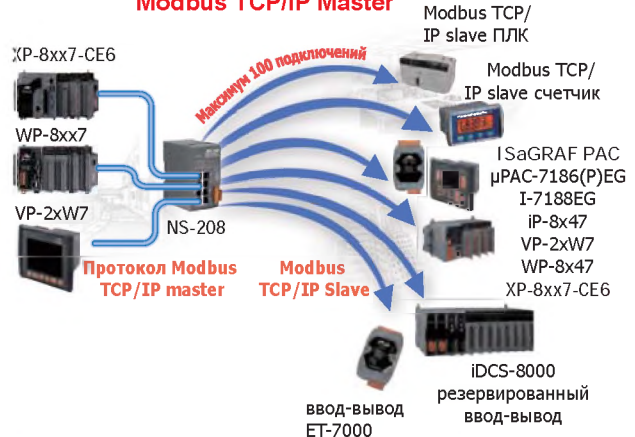 Modbus TCP/IP Master
XP-8xx7-CE6
WP-8xx7
VP-2xW7
NS-208
Максимум 100 подключений
Протокол Modbus
TCP/IP master
Modbus
TCP/IP Slave
Modbus TCP/
IP slave ПЛК
Modbus TCP/
IP slave счетчик
ISaGRAF PAC
µPAC-7186(P)EG
I-7188EG
iP-8x47
VP-2xW7
WP-8x47
XP-8xx7-CE6
iDCS-8000
резервированный
ввод-вывод
ввод-вывод
ET-7000